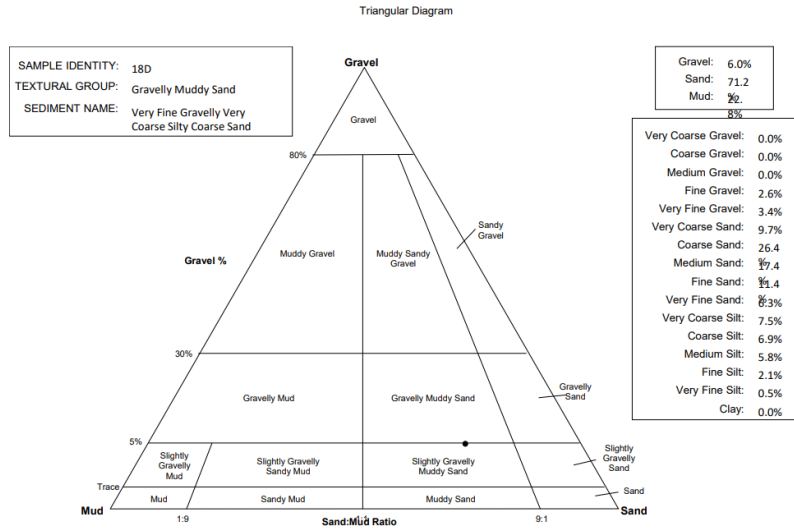 Triangular Diagram
SAMPLE IDENTITY: 18D
TEXTURAL GROUP: Gravelly Muddy Sand
SEDIMENT NAME: Very Fine Gravelly Very
Coarse Silty Coarse Sand
Gravel: 6.0%
Sand: 71.2
%
Mud: 22.
8%
Very Coarse Gravel: 0.0%
Coarse Gravel: 0.0%
Medium Gravel: 0.0%
Fine Gravel: 2.6%
Very Fine Gravel: 3.4%
Very Coarse Sand: 9.7%
Coarse Sand: 26.4
%
Medium Sand: 17.4
%
Fine Sand: 11.4
%
Very Fine Sand: 6.3%
Very Coarse Silt: 7.5%
Coarse Silt: 6.9%
Medium Silt: 5.8%
Fine Silt: 2.1%
Very Fine Silt: 0.5%
Clay: 0.0%
Gravel
Gravel
80%
Sandy
Gravel
Muddy Gravel
Muddy Sandy
Gravel
Gravel %
30%
Gravelly
Sand
Gravelly Mud
Gravelly Muddy Sand
5%
Slightly
Gravelly
Mud
Slightly Gravelly
Sandy Mud
Slightly Gravelly
Muddy Sand
Slightly
Gravelly
Sand
Trace
Mud
Sandy Mud
Muddy Sand
Sand
Mud
Sand
1:9
9:1
Sand:Mud Ratio